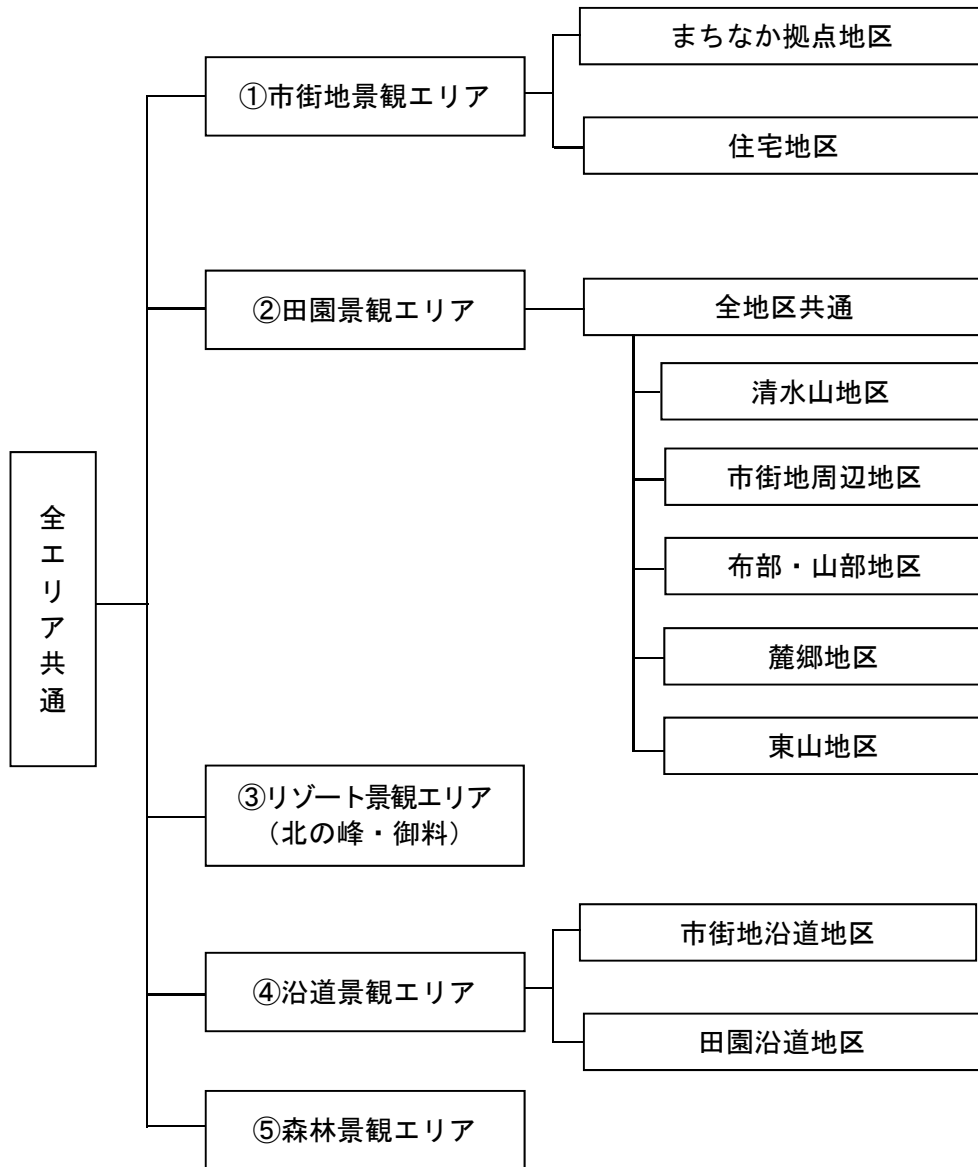 全エリア共通
①市街地景観エリア
まちなか拠点地区
住宅地区
②田園景観エリア
全地区共通
清水山地区
市街地周辺地区
布部・山部地区
麓郷地区
東山地区
③リゾート景観エリア
（北の峰・御料）
④沿道景観エリア
市街地沿道地区
田園沿道地区
⑤森林景観エリア